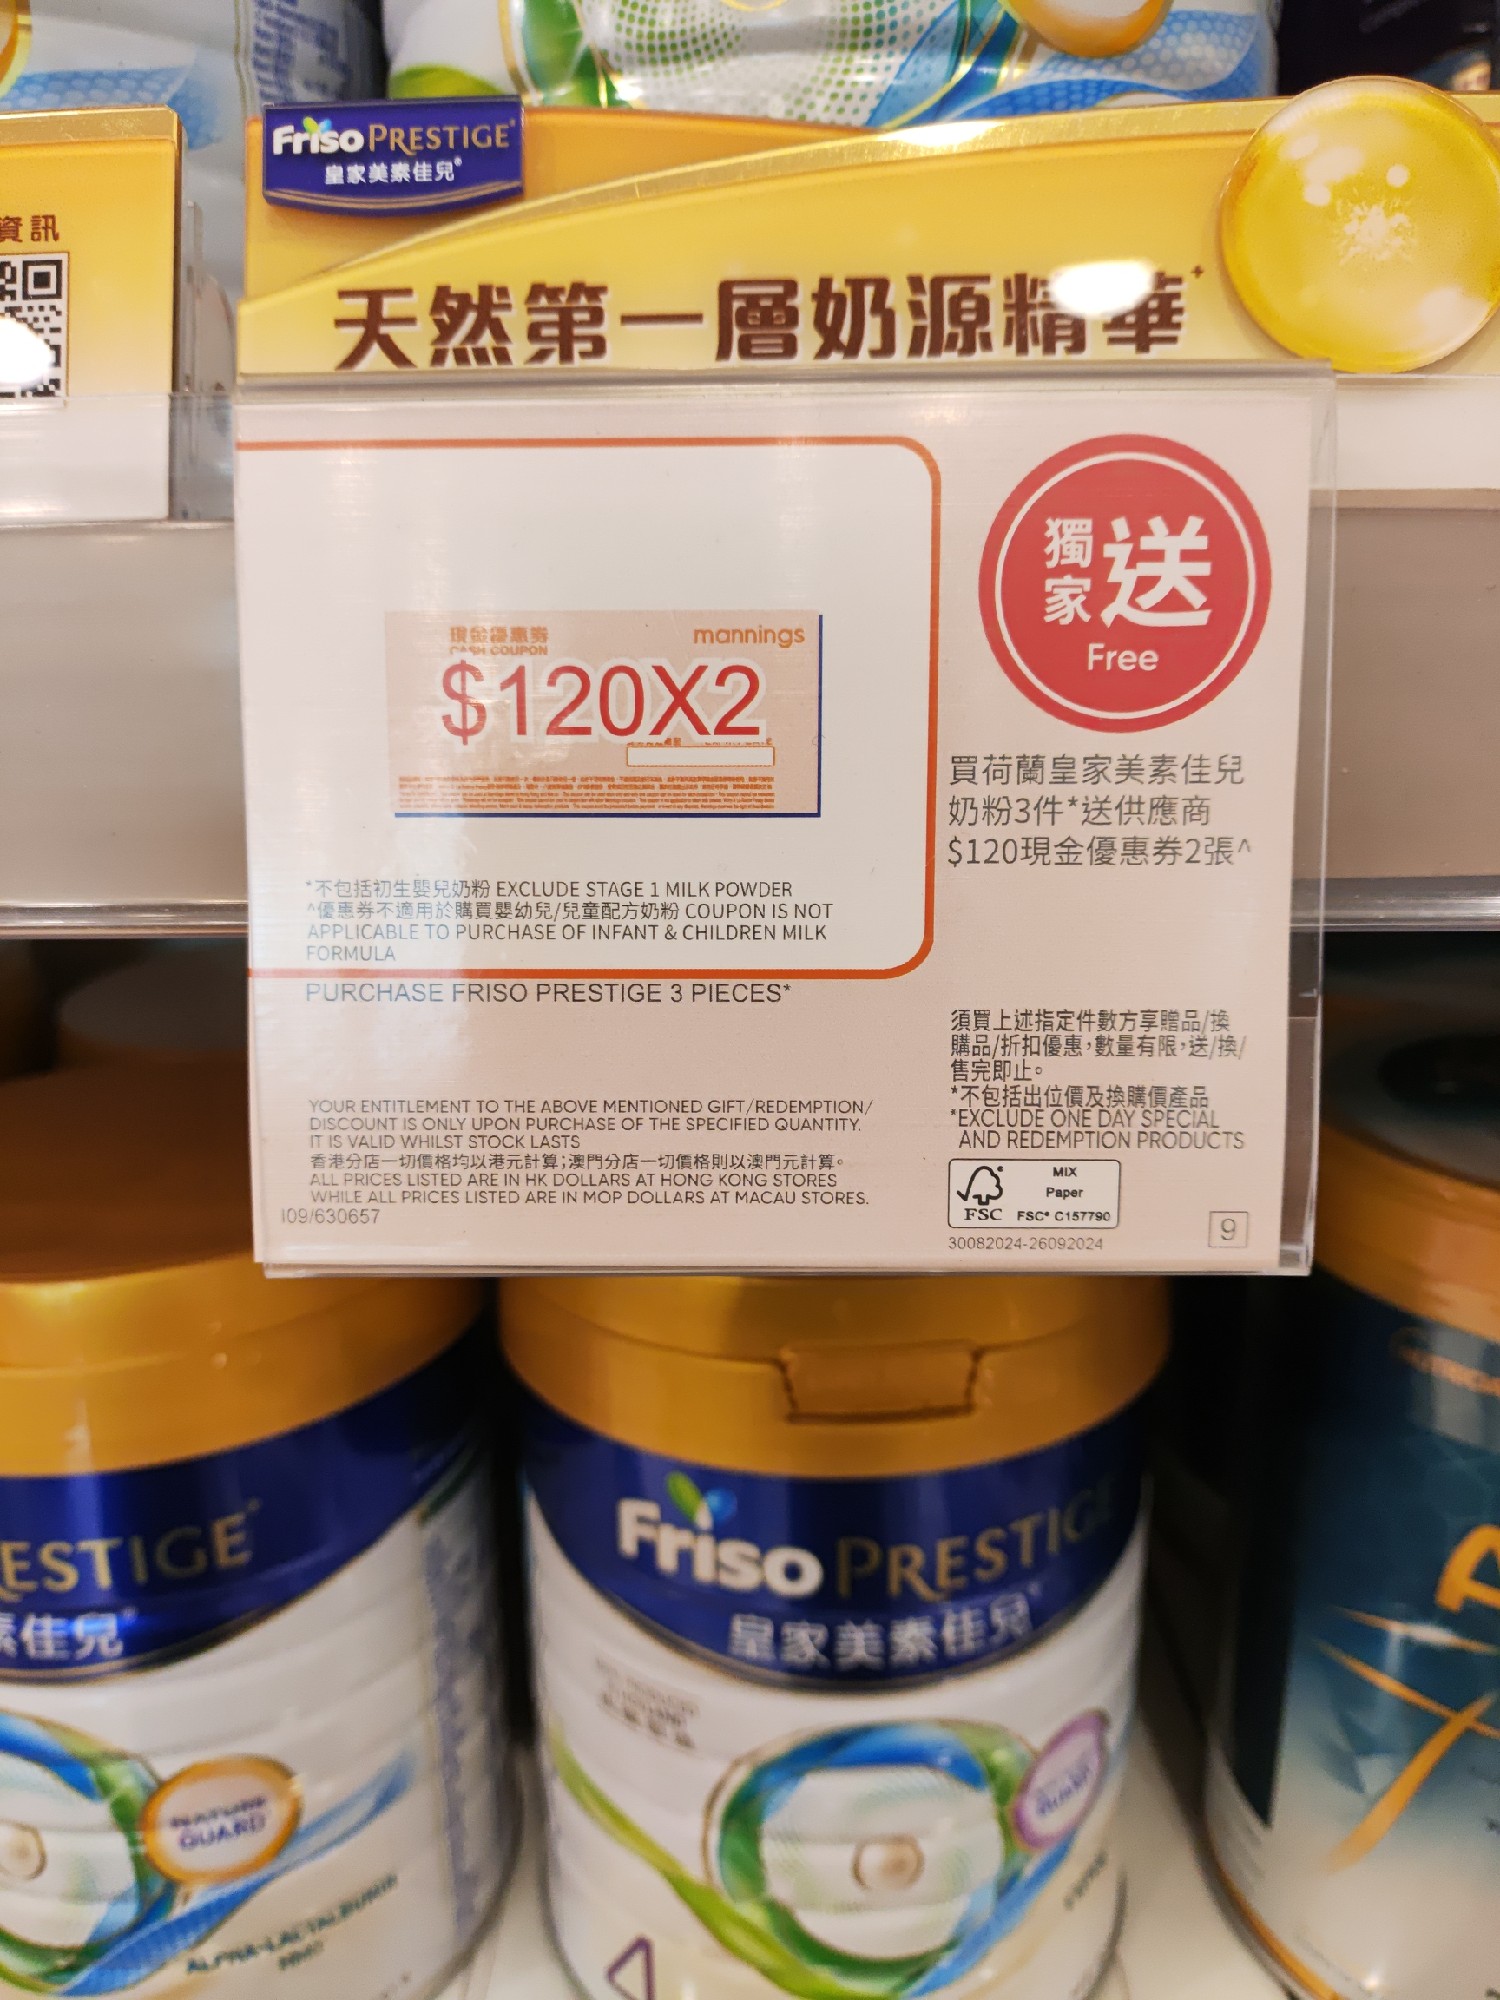 Friso PRESTIGE®
皇家美素佳兒®
資訊
天然第一層奶源精華+
現金優惠券
CASH COUPON
mannings
$120X2
獨家送
Free
買荷蘭皇家美素佳兒
奶粉3件*送供應商
$120現金優惠券2張^
*不包括初生嬰兒奶粉 EXCLUDE STAGE 1 MILK POWDER
^優惠券不適用於購買嬰幼兒/兒童配方奶粉 COUPON IS NOT
APPLICABLE TO PURCHASE OF INFANT & CHILDREN MILK
FORMULA
PURCHASE FRISO PRESTIGE 3 PIECES*
須買上述指定件數方享贈品/換
購品/折扣優惠,數量有限,送/換/
售完即止。
*不包括出位價及換購價產品
*EXCLUDE ONE DAY SPECIAL
AND REDEMPTION PRODUCTS
YOUR ENTITLEMENT TO THE ABOVE MENTIONED GIFT/REDEMPTION/
DISCOUNT IS ONLY UPON PURCHASE OF THE SPECIFIED QUANTITY.
IT IS VALID WHILST STOCK LASTS
香港分店一切價格均以港元計算;澳門分店一切價格則以澳門元計算。
ALL PRICES LISTED ARE IN HK DOLLARS AT HONG KONG STORES
WHILE ALL PRICES LISTED ARE IN MOP DOLLARS AT MACAU STORES.
I09/630657
FSC
MIX
Paper
FSC® C157790
30082024-26092024
9
ESTIGE
素佳兒
NATURE
GUARD
ALPHA-LACTALBUMIN
Friso PRESTIG
皇家美素佳兒